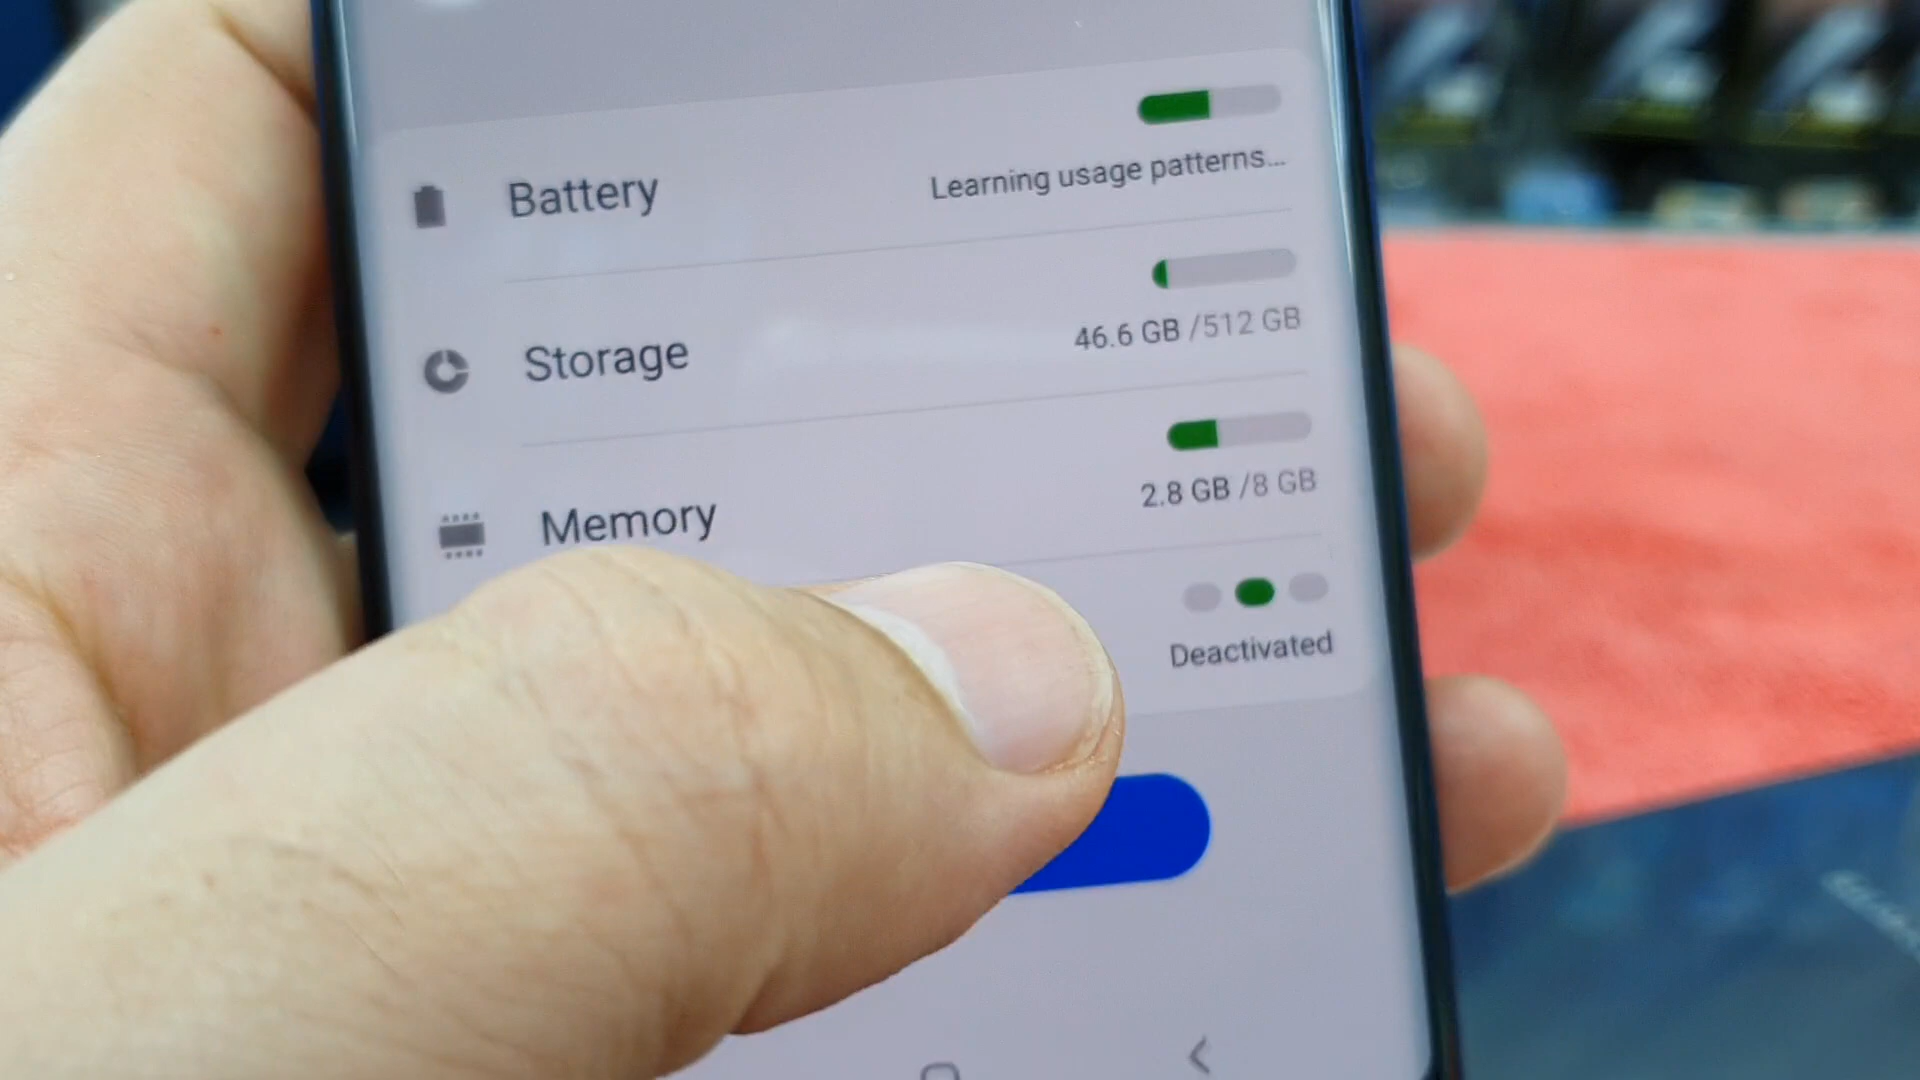 Battery
Learning usage patterns...
Storage
46.6 GB /512 GB
Memory
2.8 GB /8 GB
Deactivated